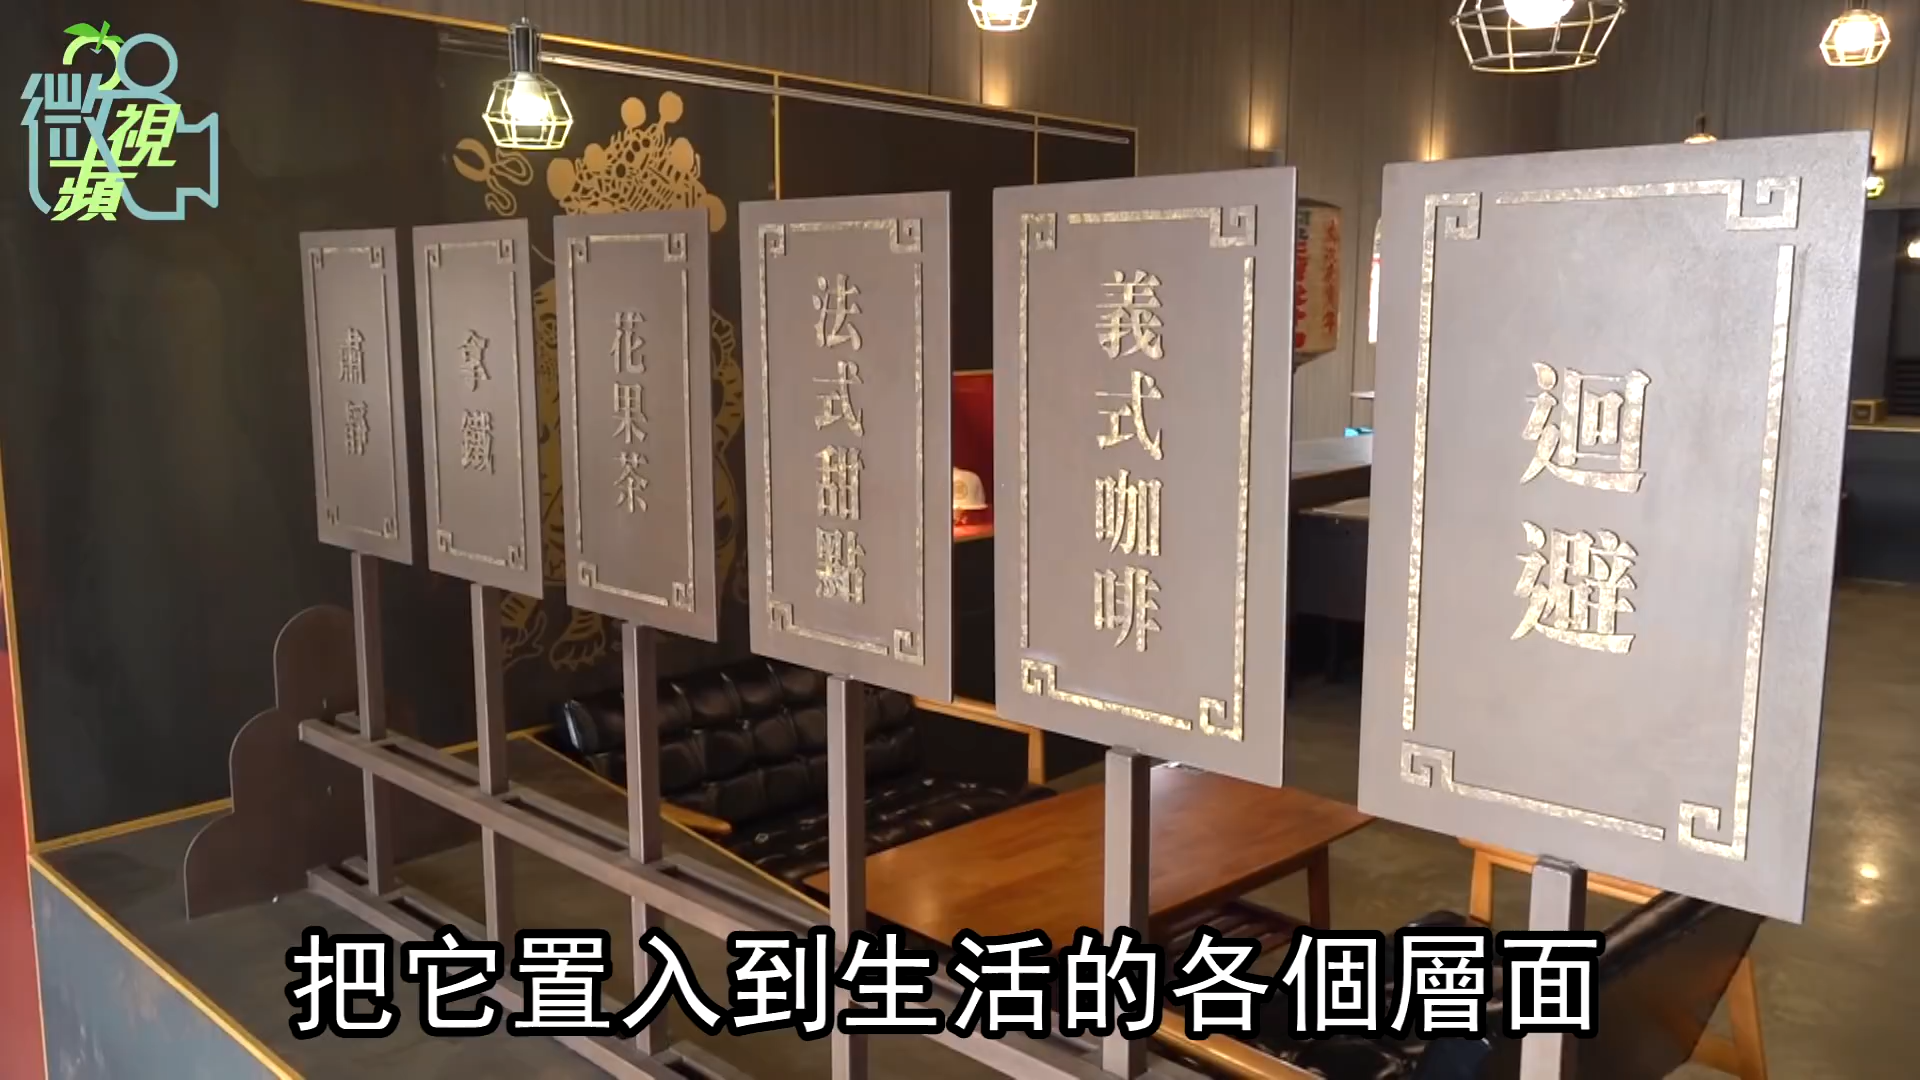 微視頻
肅靜
拿鐵
花果茶
法式甜點
義式咖啡
迴避
把它置入到生活的各個層面